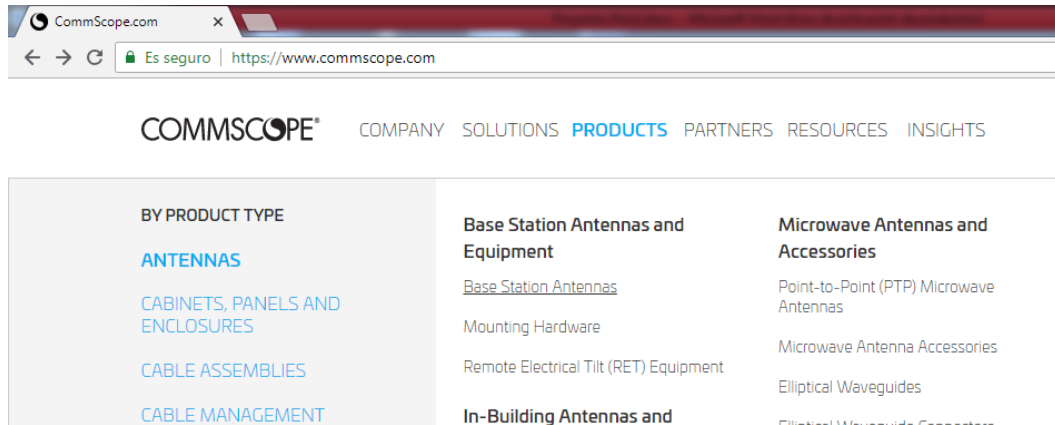 CommScope.com
Es seguro
https://www.commscope.com
COMMSCOPE®
COMPANY SOLUTIONS PRODUCTS PARTNERS RESOURCES INSIGHTS
BY PRODUCT TYPE
ANTENNAS
CABINETS, PANELS AND
ENCLOSURES
CABLE ASSEMBLIES
CABLE MANAGEMENT
Base Station Antennas and
Equipment
Base Station Antennas
Mounting Hardware
Remote Electrical Tilt (RET) Equipment
In-Building Antennas and
Microwave Antennas and
Accessories
Point-to-Point (PTP) Microwave
Antennas
Microwave Antenna Accessories
Elliptical Waveguides
Elliptical Waveguide Connectors